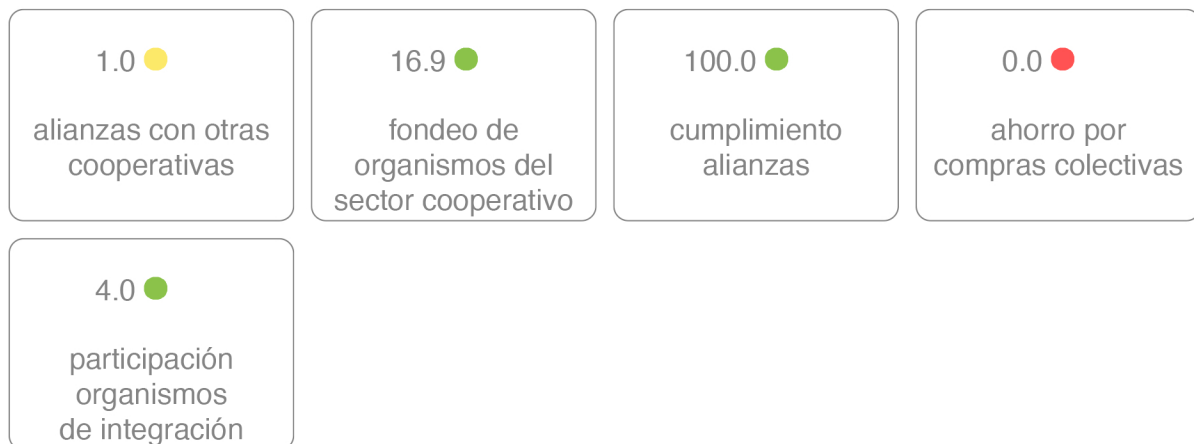 1.0
alianzas con otras
cooperativas
16.9
fondeo de
organismos del
sector cooperativo
100.0
cumplimiento
alianzas
0.0
ahorro por
compras colectivas
4.0
participación
organismos
de integración